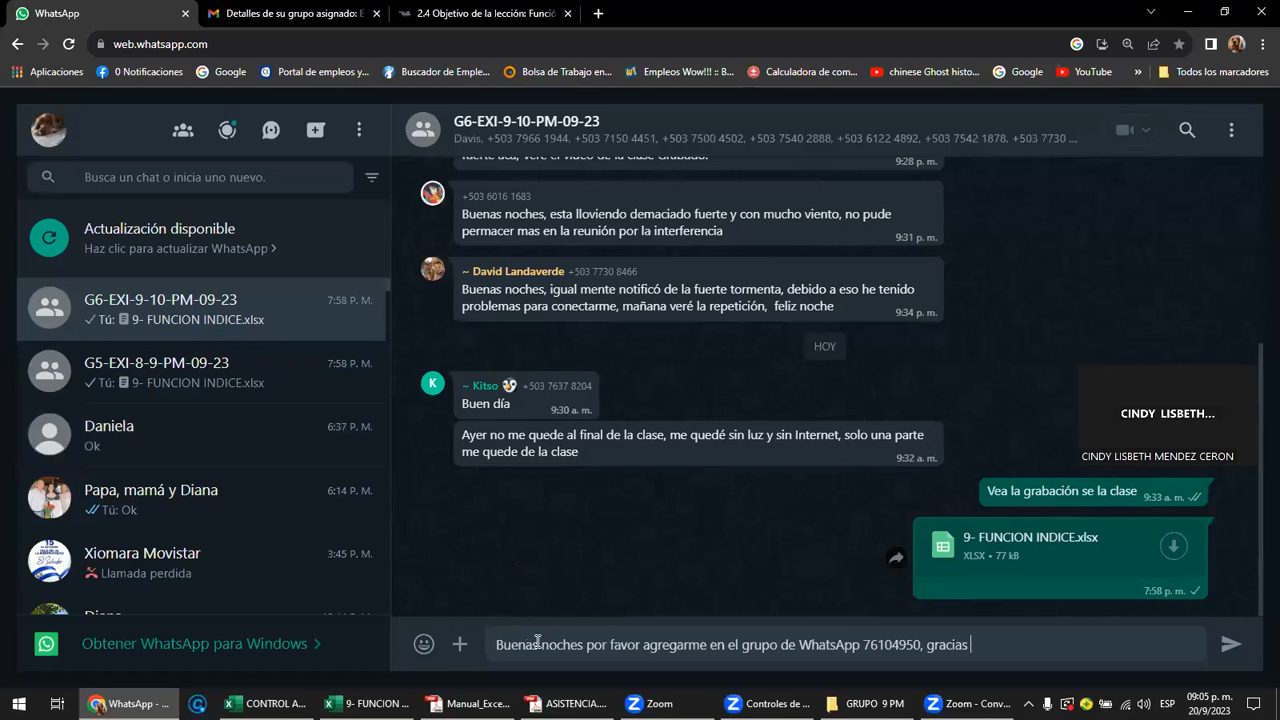 WhatsApp
Detalles de su grupo asignado: E
2.4 Objetivo de la lección: Funció
web.whatsapp.com
Aplicaciones
0 Notificaciones
Google
Portal de empleos y...
Buscador de Emple...
Bolsa de Trabajo en...
Empleos Wow!!! :: B...
Calculadora de com...
chinese Ghost histo...
Google
YouTube
»
Todos los marcadores
G6-EXI-9-10-PM-09-23
Davis, +503 7966 1944, +503 7150 4451, +503 7500 4502, +503 7540 2888, +503 6122 4892, +503 7542 1878, +503 7730 ...
Busca un chat o inicia uno nuevo.
Actualización disponible
Haz clic para actualizar WhatsApp >
G6-EXI-9-10-PM-09-23
7:58 P. M.
Tú: 9- FUNCION INDICE.xlsx
G5-EXI-8-9-PM-09-23
7:58 P. M.
Tú: 9- FUNCION INDICE.xlsx
Daniela
6:37 P. M.
Ok
Papa, mamá y Diana
6:14 P. M.
Tú: Ok
Xiomara Movistar
3:45 P. M.
Llamada perdida
Obtener WhatsApp para Windows >
fuerte acá, veré el video de la clase Grabado.
9:28 p. m.
+503 6016 1683
Buenas noches, esta lloviendo demaciado fuerte y con mucho viento, no pude
permacer mas en la reunión por la interferencia
9:31 p. m.
~ David Landaverde +503 7730 8466
Buenas noches, igual mente notificó de la fuerte tormenta, debido a eso he tenido
problemas para conectarme, mañana veré la repetición, feliz noche
9:34 p. m.
HOY
K
~ Kitso +503 7637 8204
Buen día
9:30 a. m.
Ayer no me quede al final de la clase, me quedé sin luz y sin Internet, solo una parte
me quede de la clase
9:32 a. m.
CINDY LISBETH...
CINDY LISBETH MENDEZ CERON
Vea la grabación se la clase
9:33 a. m.
9- FUNCION INDICE.xlsx
XLSX • 77 kB
7:58 p. m.
Buenas noches por favor agregarme en el grupo de WhatsApp 76104950, gracias
WhatsApp - ...
CONTROL A...
9- FUNCION ...
Manual_Exce...
ASISTENCIA....
Zoom
Controles de ...
GRUPO 9 PM
Zoom - Conv...
ESP
09:05 p. m.
20/9/2023